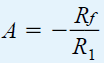 A = - Rf / R1